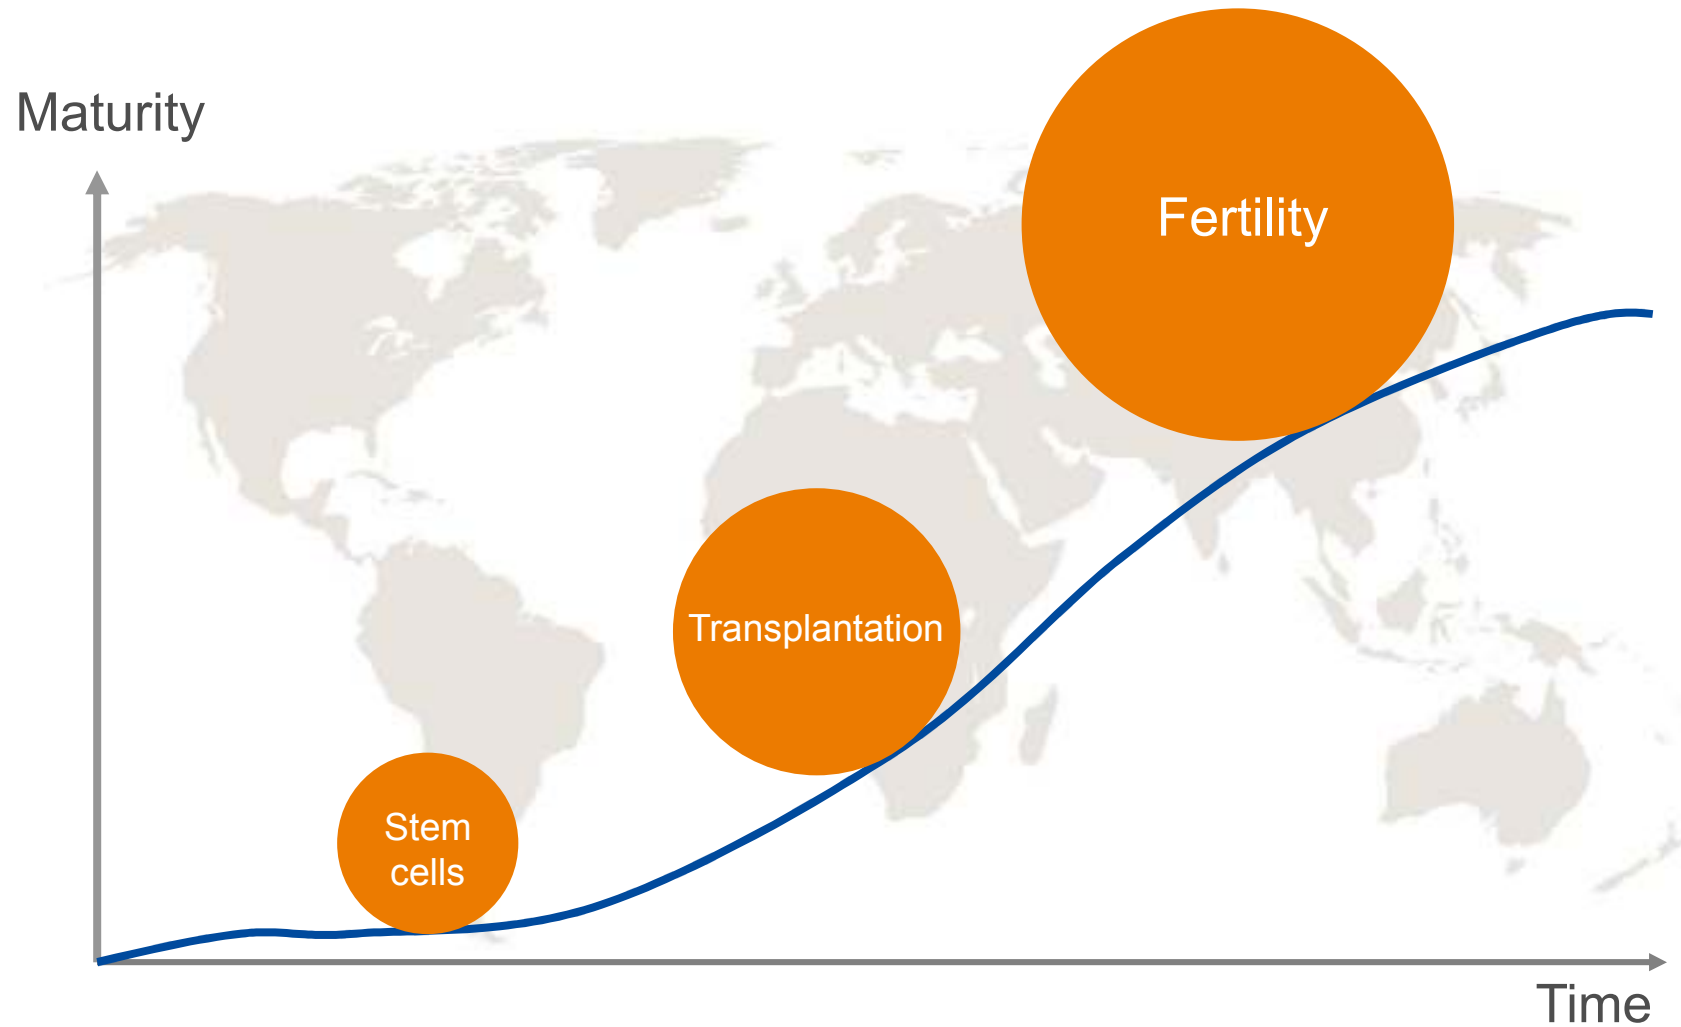 Maturity
Fertility
Transplantation
Stem
cells
Time